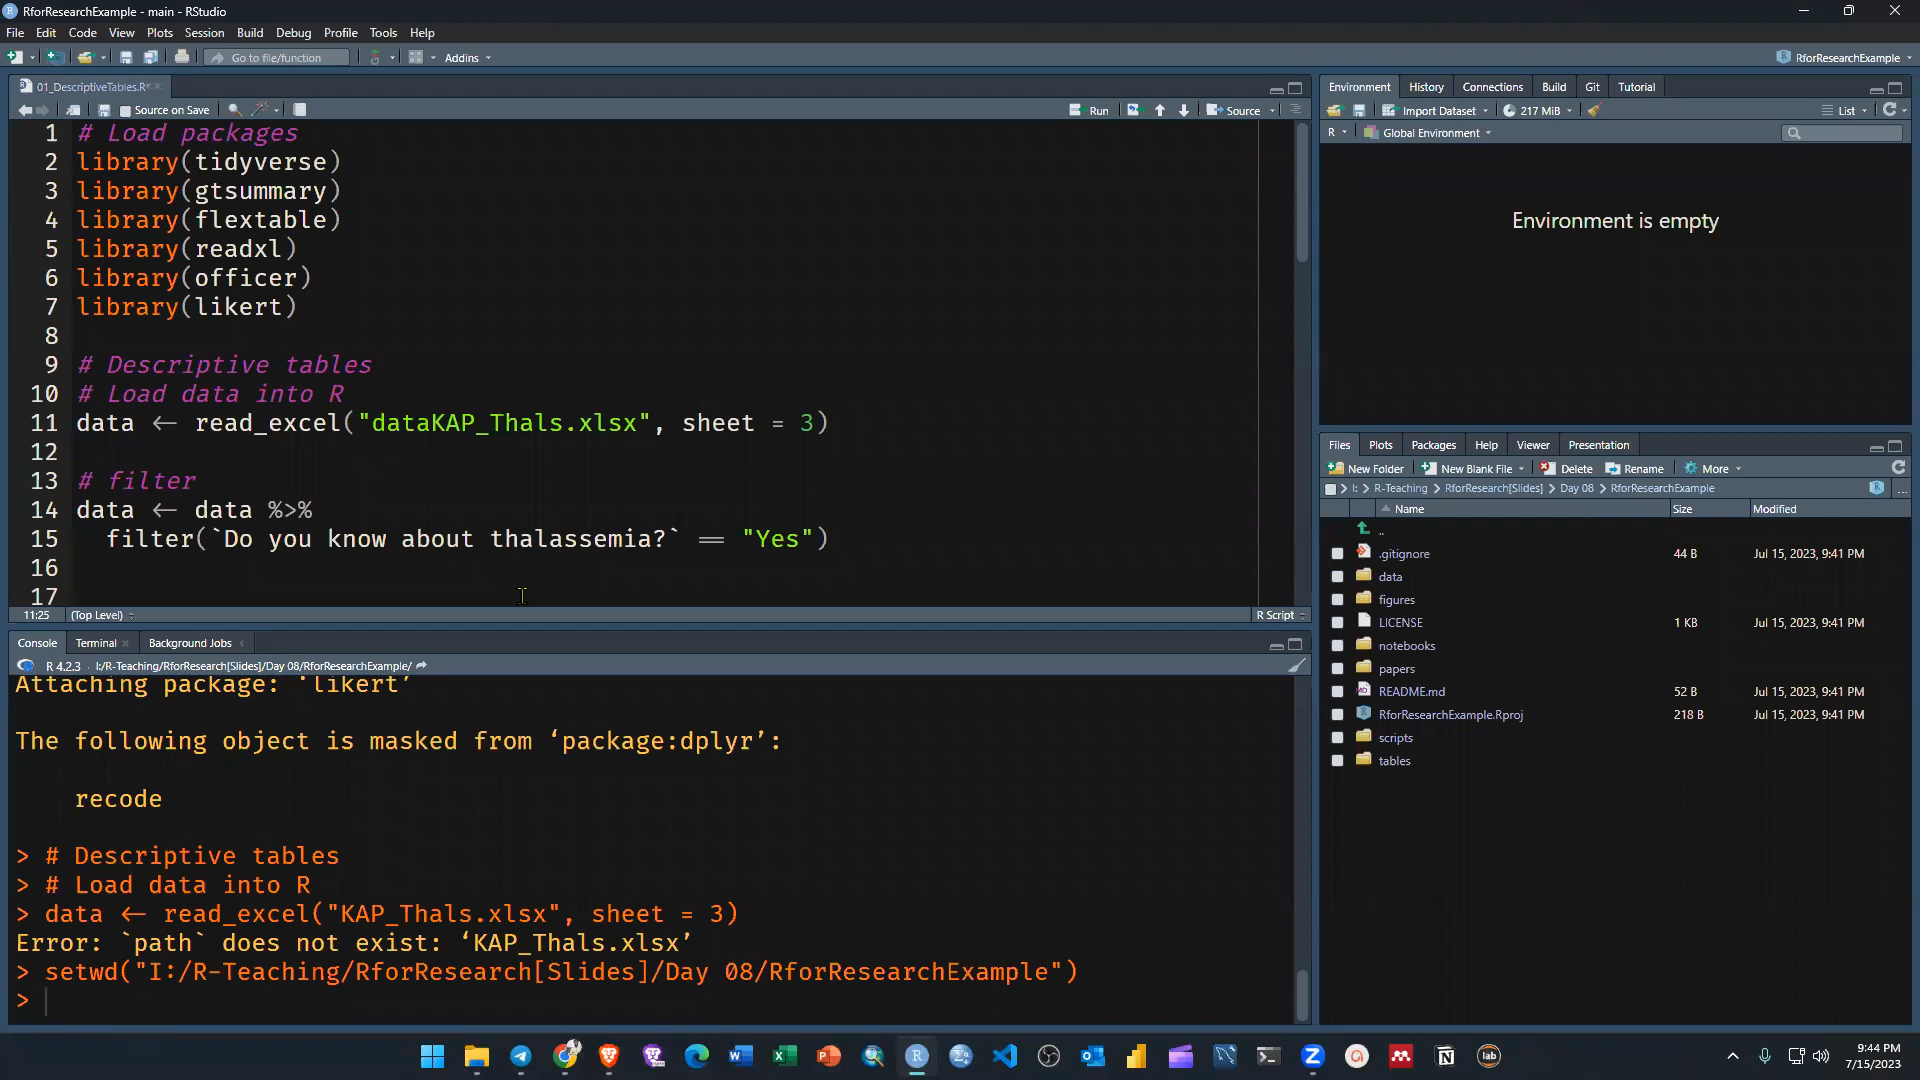 RforResearchExample - main - RStudio
File Edit Code View Plots Session Build Debug Profile Tools Help
Go to file/function Addins RforResearchExample
01_DescriptiveTables.R*
Source on Save Run Source
1 # Load packages
2 library(tidyverse)
3 library(gtsummary)
4 library(flextable)
5 library(readxl)
6 library(officer)
7 library(likert)
8
9 # Descriptive tables
10 # Load data into R
11 data <- read_excel("dataKAP_Thals.xlsx", sheet = 3)
12
13 # filter
14 data <- data %>%
15 filter(`Do you know about thalassemia?` == "Yes")
16
17
11:25 (Top Level) R Script
Console Terminal Background Jobs
R 4.2.3 · I:/R-Teaching/RforResearch[Slides]/Day 08/RforResearchExample/
Attaching package: ‘likert’
The following object is masked from ‘package:dplyr’:
recode
> # Descriptive tables
> # Load data into R
> data <- read_excel("KAP_Thals.xlsx", sheet = 3)
Error: `path` does not exist: ‘KAP_Thals.xlsx’
> setwd("I:/R-Teaching/RforResearch[Slides]/Day 08/RforResearchExample")
>
Environment History Connections Build Git Tutorial
Import Dataset 217 MiB List
R Global Environment
Environment is empty
Files Plots Packages Help Viewer Presentation
New Folder New Blank File Delete Rename More
I: > R-Teaching > RforResearch[Slides] > Day 08 > RforResearchExample ...
Name Size Modified
..
.gitignore 44 B Jul 15, 2023, 9:41 PM
data
figures
LICENSE 1 KB Jul 15, 2023, 9:41 PM
notebooks
papers
README.md 52 B Jul 15, 2023, 9:41 PM
RforResearchExample.Rproj 218 B Jul 15, 2023, 9:41 PM
scripts
tables
lab
9:44 PM
7/15/2023